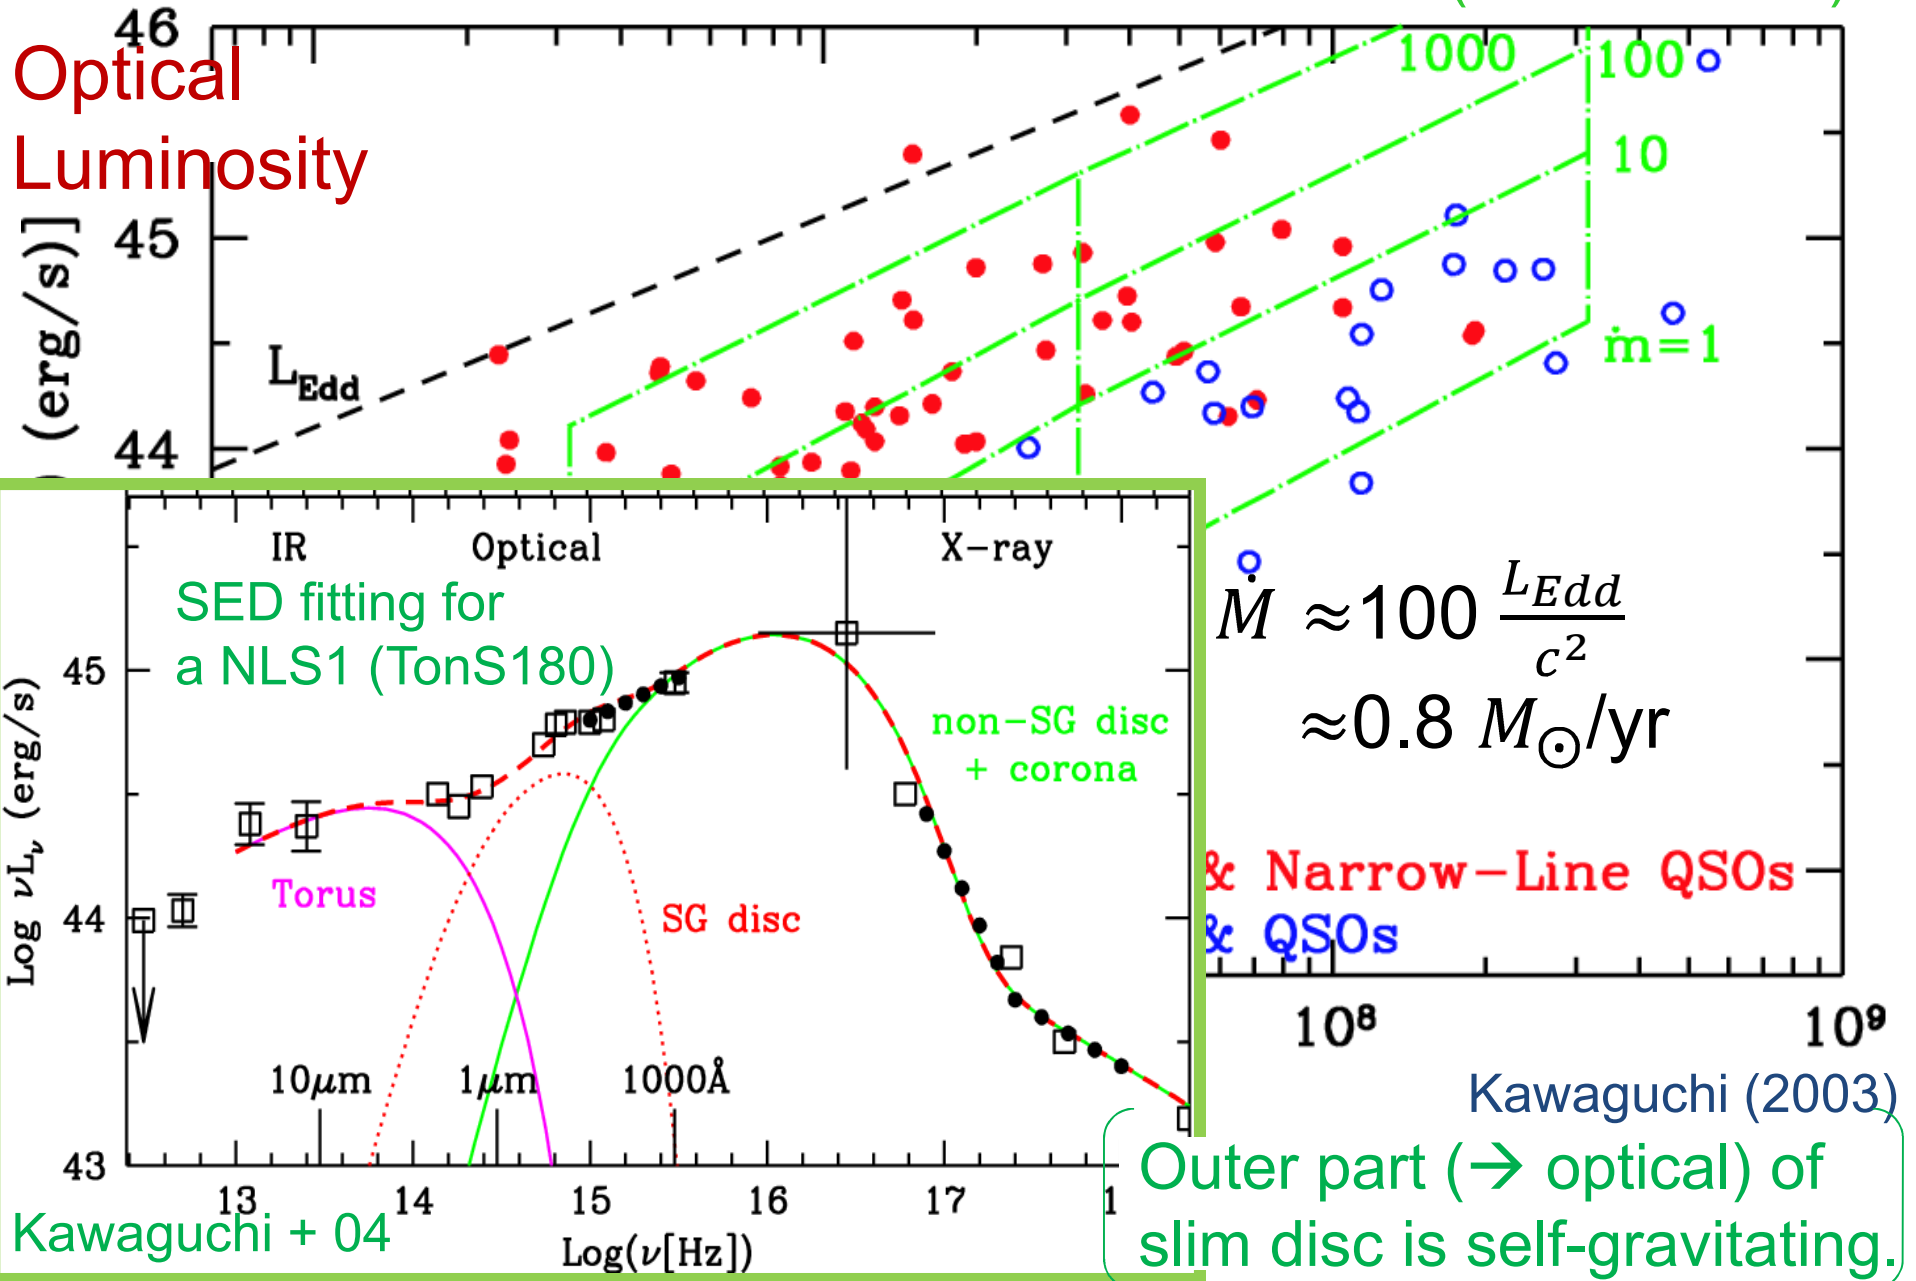 46
Optical
Luminosity
1000
100
10
ṁ=1
45
44
(erg/s)]
L_Edd
IR
Optical
X-ray
SED fitting for
a NLS1 (TonS180)
45
44
43
Log νL_ν (erg/s)
non-SG disc
+ corona
Torus
SG disc
10μm
1μm
1000Å
13
14
15
16
17
1
Log(ν[Hz])
Kawaguchi + 04
Ṁ ≈100 L_Edd/c²
≈0.8 M_⊙/yr
& Narrow-Line QSOs
& QSOs
10⁸
10⁹
Kawaguchi (2003)
Outer part (→ optical) of
slim disc is self-gravitating.